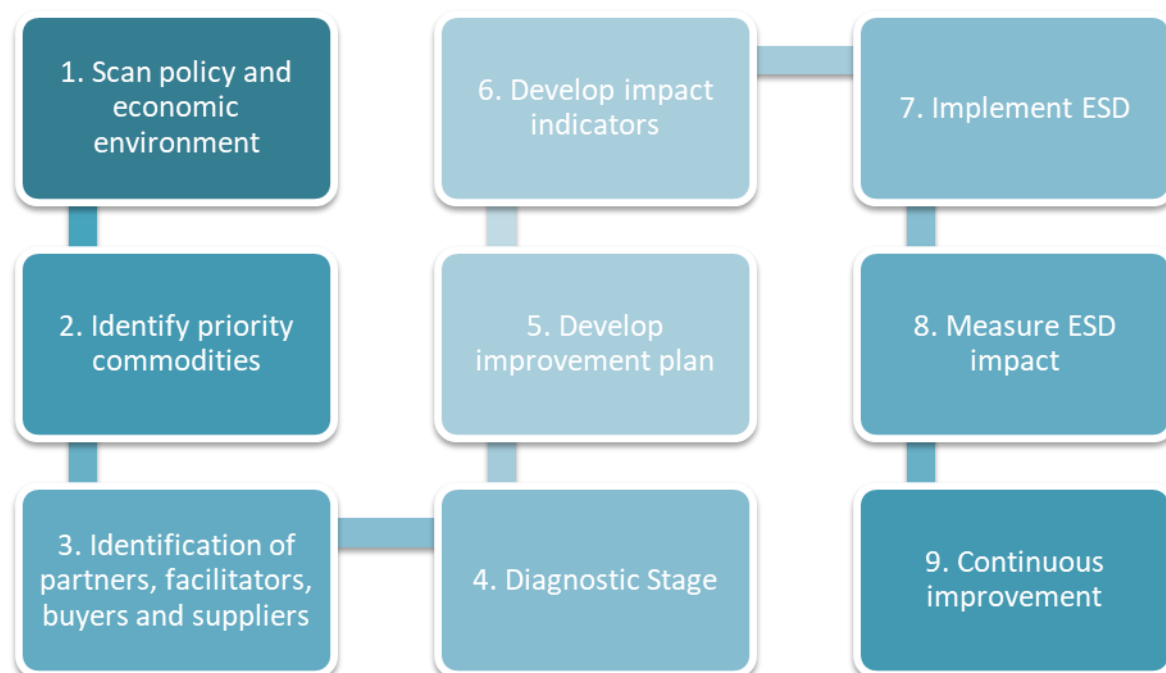 1. Scan policy and
economic
environment
2. Identify priority
commodities
3. Identification of
partners, facilitators,
buyers and suppliers
4. Diagnostic Stage
5. Develop
improvement plan
6. Develop impact
indicators
7. Implement ESD
8. Measure ESD
impact
9. Continuous
improvement